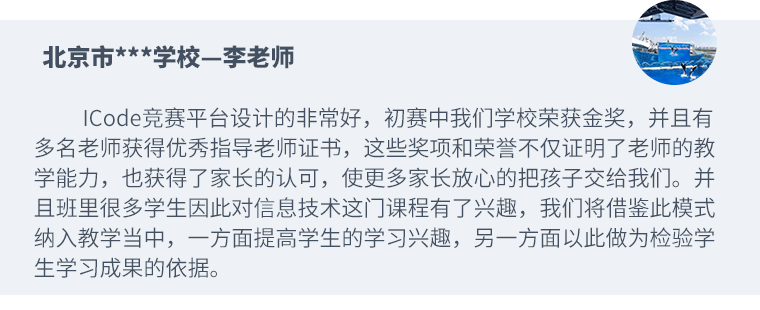 北京市***学校—李老师
ICode竞赛平台设计的非常好，初赛中我们学校荣获金奖，并且有
多名老师获得优秀指导老师证书，这些奖项和荣誉不仅证明了老师的教
学能力，也获得了家长的认可，使更多家长放心的把孩子交给我们。并
且班里很多学生因此对信息技术这门课程有了兴趣，我们将借鉴此模式
纳入教学当中，一方面提高学生的学习兴趣，另一方面以此做为检验学
生学习成果的依据。